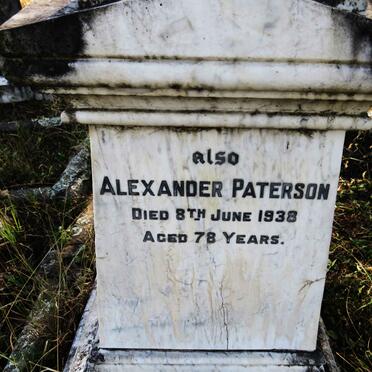 also
ALEXANDER PATERSON
DIED 8TH JUNE 1938
AGED 78 YEARS.